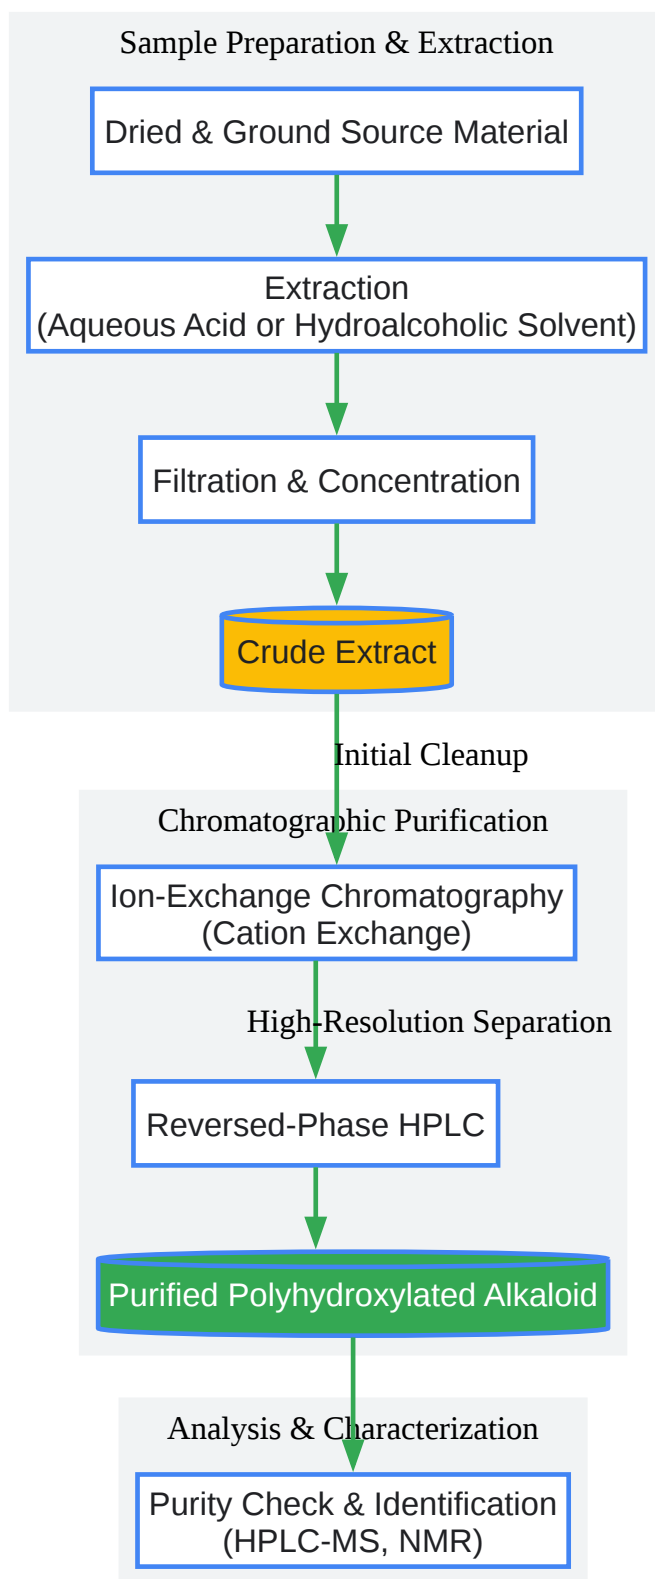 Sample Preparation & Extraction
Dried & Ground Source Material
Extraction
(Aqueous Acid or Hydroalcoholic Solvent)
Filtration & Concentration
Crude Extract
Initial Cleanup
Chromatographic Purification
Ion-Exchange Chromatography
(Cation Exchange)
High-Resolution Separation
Reversed-Phase HPLC
Purified Polyhydroxylated Alkaloid
Analysis & Characterization
Purity Check & Identification
(HPLC-MS, NMR)